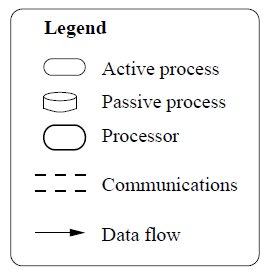 Legend
Active process
Passive process
Processor
Communications
Data flow